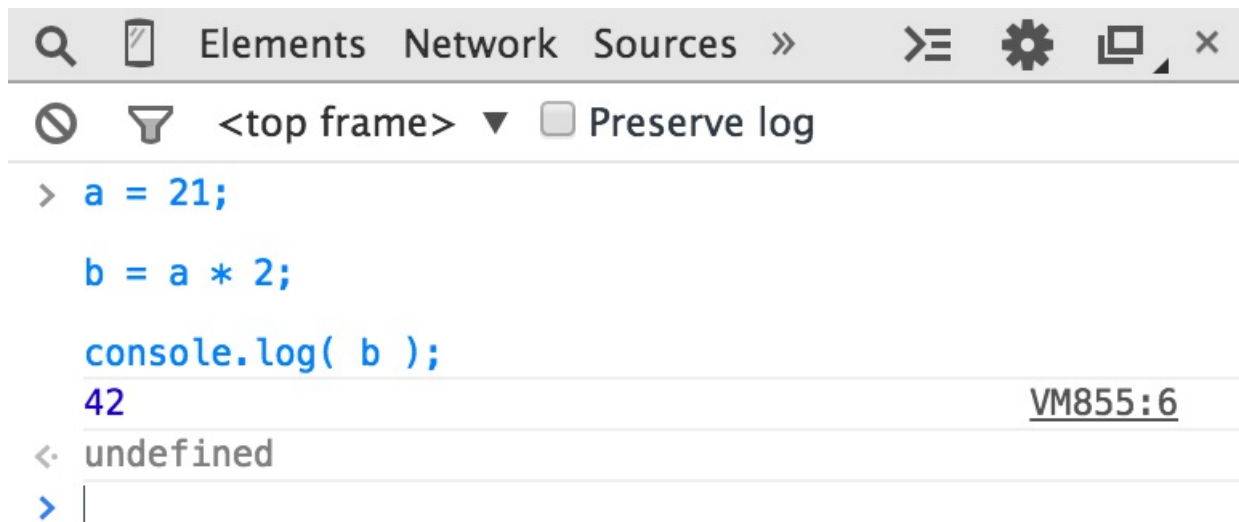 Elements Network Sources »
<top frame> ▼ Preserve log
> a = 21;
b = a * 2;
console.log( b );
42 VM855:6
<· undefined
>